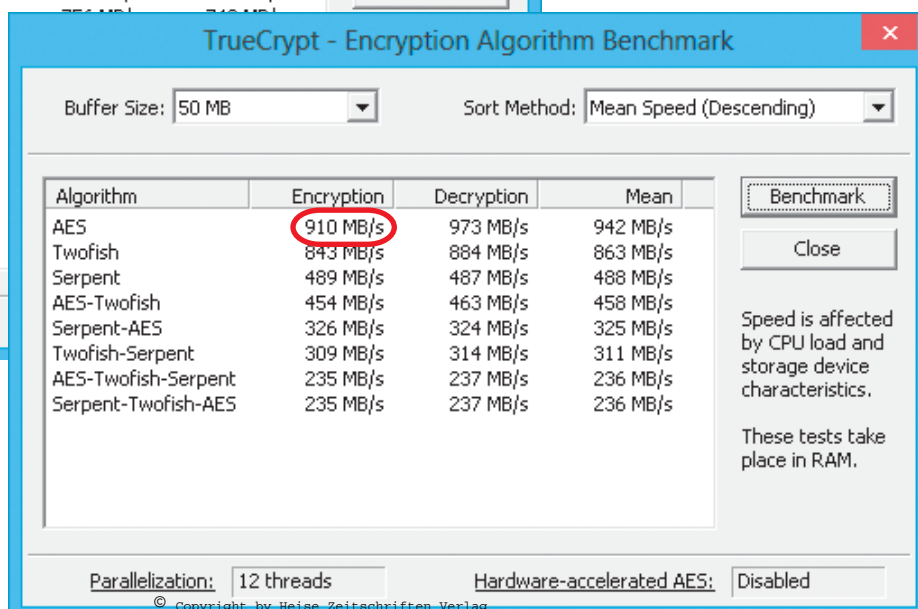 TrueCrypt - Encryption Algorithm Benchmark
Buffer Size: 50 MB Sort Method: Mean Speed (Descending)
Algorithm Encryption Decryption Mean
AES 910 MB/s 973 MB/s 942 MB/s
Twofish 843 MB/s 884 MB/s 863 MB/s
Serpent 489 MB/s 487 MB/s 488 MB/s
AES-Twofish 454 MB/s 463 MB/s 458 MB/s
Serpent-AES 326 MB/s 324 MB/s 325 MB/s
Twofish-Serpent 309 MB/s 314 MB/s 311 MB/s
AES-Twofish-Serpent 235 MB/s 237 MB/s 236 MB/s
Serpent-Twofish-AES 235 MB/s 237 MB/s 236 MB/s
Benchmark
Close
Speed is affected
by CPU load and
storage device
characteristics.
These tests take
place in RAM.
Parallelization: 12 threads Hardware-accelerated AES: Disabled
© Copyright by Heise Zeitschriften Verlag